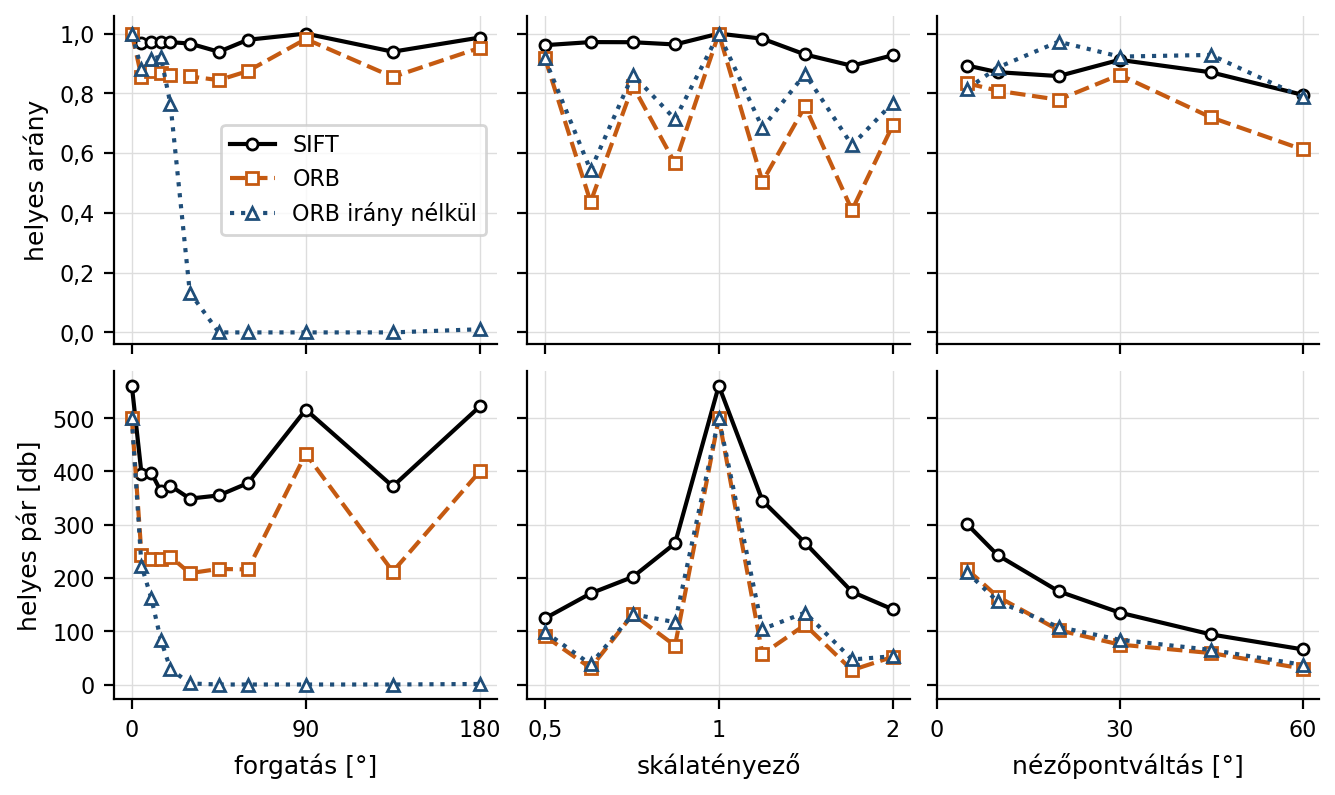 helyes arány
1,0
0,8
0,6
0,4
0,2
0,0
SIFT
ORB
ORB irány nélkül
helyes pár [db]
500
400
300
200
100
0
0 90 180
forgatás [°]
0,5 1 2
skálatényező
0 30 60
nézőpontváltás [°]